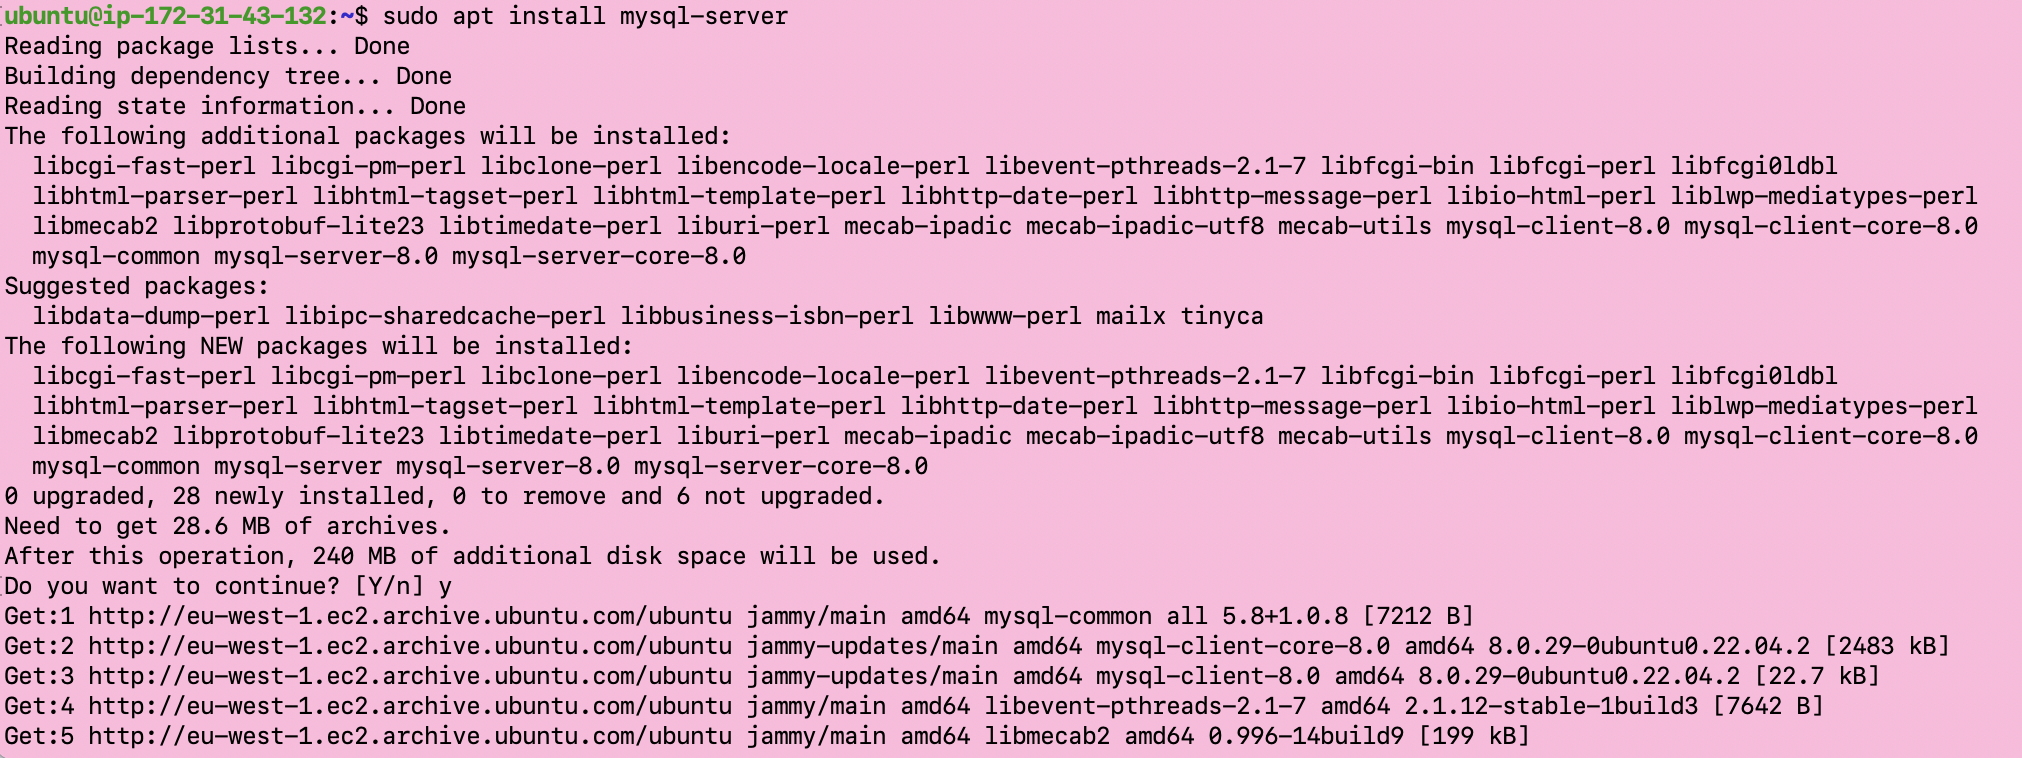 ubuntu@ip-172-31-43-132:~$ sudo apt install mysql-server
Reading package lists... Done
Building dependency tree... Done
Reading state information... Done
The following additional packages will be installed:
  libcgi-fast-perl libcgi-pm-perl libclone-perl libencode-locale-perl libevent-pthreads-2.1-7 libfcgi-bin libfcgi-perl libfcgi0ldbl
  libhtml-parser-perl libhtml-tagset-perl libhtml-template-perl libhttp-date-perl libhttp-message-perl libio-html-perl liblwp-mediatypes-perl
  libmecab2 libprotobuf-lite23 libtimedate-perl liburi-perl mecab-ipadic mecab-ipadic-utf8 mecab-utils mysql-client-8.0 mysql-client-core-8.0
  mysql-common mysql-server-8.0 mysql-server-core-8.0
Suggested packages:
  libdata-dump-perl libipc-sharedcache-perl libbusiness-isbn-perl libwww-perl mailx tinyca
The following NEW packages will be installed:
  libcgi-fast-perl libcgi-pm-perl libclone-perl libencode-locale-perl libevent-pthreads-2.1-7 libfcgi-bin libfcgi-perl libfcgi0ldbl
  libhtml-parser-perl libhtml-tagset-perl libhtml-template-perl libhttp-date-perl libhttp-message-perl libio-html-perl liblwp-mediatypes-perl
  libmecab2 libprotobuf-lite23 libtimedate-perl liburi-perl mecab-ipadic mecab-ipadic-utf8 mecab-utils mysql-client-8.0 mysql-client-core-8.0
  mysql-common mysql-server mysql-server-8.0 mysql-server-core-8.0
0 upgraded, 28 newly installed, 0 to remove and 6 not upgraded.
Need to get 28.6 MB of archives.
After this operation, 240 MB of additional disk space will be used.
Do you want to continue? [Y/n] y
Get:1 http://eu-west-1.ec2.archive.ubuntu.com/ubuntu jammy/main amd64 mysql-common all 5.8+1.0.8 [7212 B]
Get:2 http://eu-west-1.ec2.archive.ubuntu.com/ubuntu jammy-updates/main amd64 mysql-client-core-8.0 amd64 8.0.29-0ubuntu0.22.04.2 [2483 kB]
Get:3 http://eu-west-1.ec2.archive.ubuntu.com/ubuntu jammy-updates/main amd64 mysql-client-8.0 amd64 8.0.29-0ubuntu0.22.04.2 [22.7 kB]
Get:4 http://eu-west-1.ec2.archive.ubuntu.com/ubuntu jammy/main amd64 libevent-pthreads-2.1-7 amd64 2.1.12-stable-1build3 [7642 B]
Get:5 http://eu-west-1.ec2.archive.ubuntu.com/ubuntu jammy/main amd64 libmecab2 amd64 0.996-14build9 [199 kB]